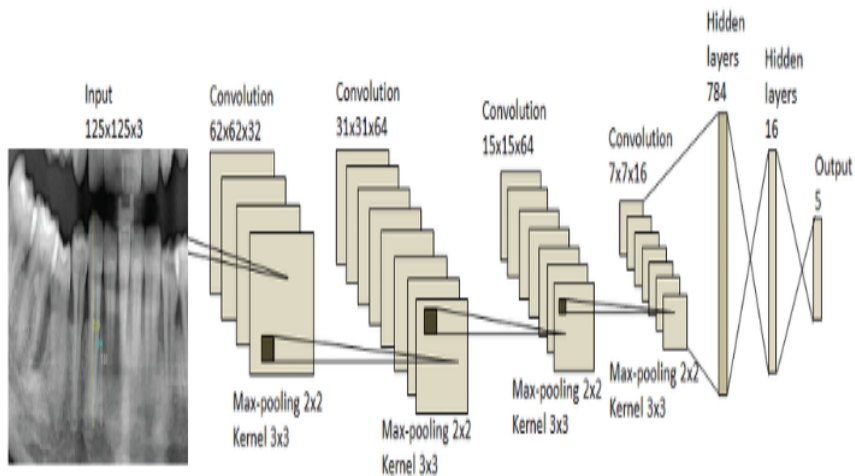 Input
125x125x3
Convolution
62x62x32
Convolution
31x31x64
Convolution
15x15x64
Convolution
7x7x16
Hidden
layers
784
Hidden
layers
16
Output
5
Max-pooling 2x2
Kernel 3x3
Max-pooling 2x2
Kernel 3x3
Max-pooling 2x2
Kernel 3x3
Max-pooling 2x2
Kernel 3x3